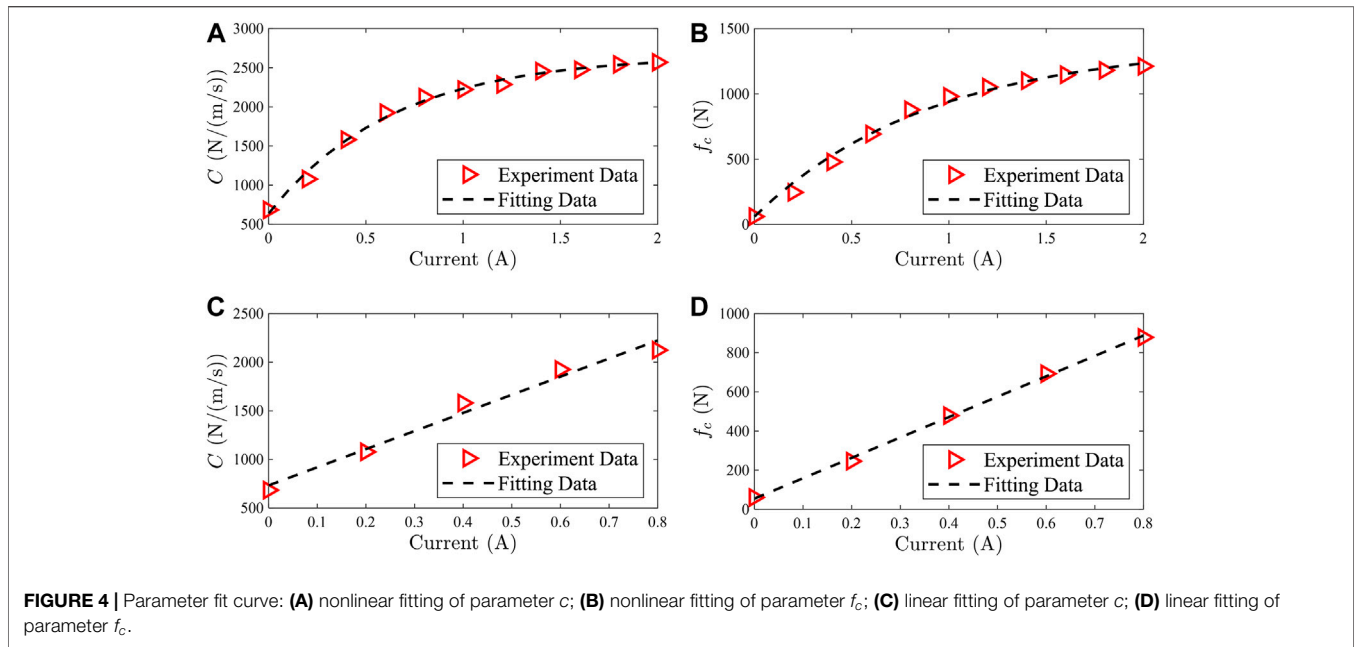 A
3000
2500
2000
1500
1000
500
C (N/(m/s))
Experiment Data
Fitting Data
0 0.5 1 1.5 2
Current (A)
B
1500
1000
500
0
f_c (N)
Experiment Data
Fitting Data
0 0.5 1 1.5 2
Current (A)
C
2500
2000
1500
1000
500
C (N/(m/s))
Experiment Data
Fitting Data
0 0.1 0.2 0.3 0.4 0.5 0.6 0.7 0.8
Current (A)
D
1000
800
600
400
200
0
f_c (N)
Experiment Data
Fitting Data
0 0.1 0.2 0.3 0.4 0.5 0.6 0.7 0.8
Current (A)
FIGURE 4 | Parameter fit curve: (A) nonlinear fitting of parameter c; (B) nonlinear fitting of parameter f_c; (C) linear fitting of parameter c; (D) linear fitting of
parameter f_c.